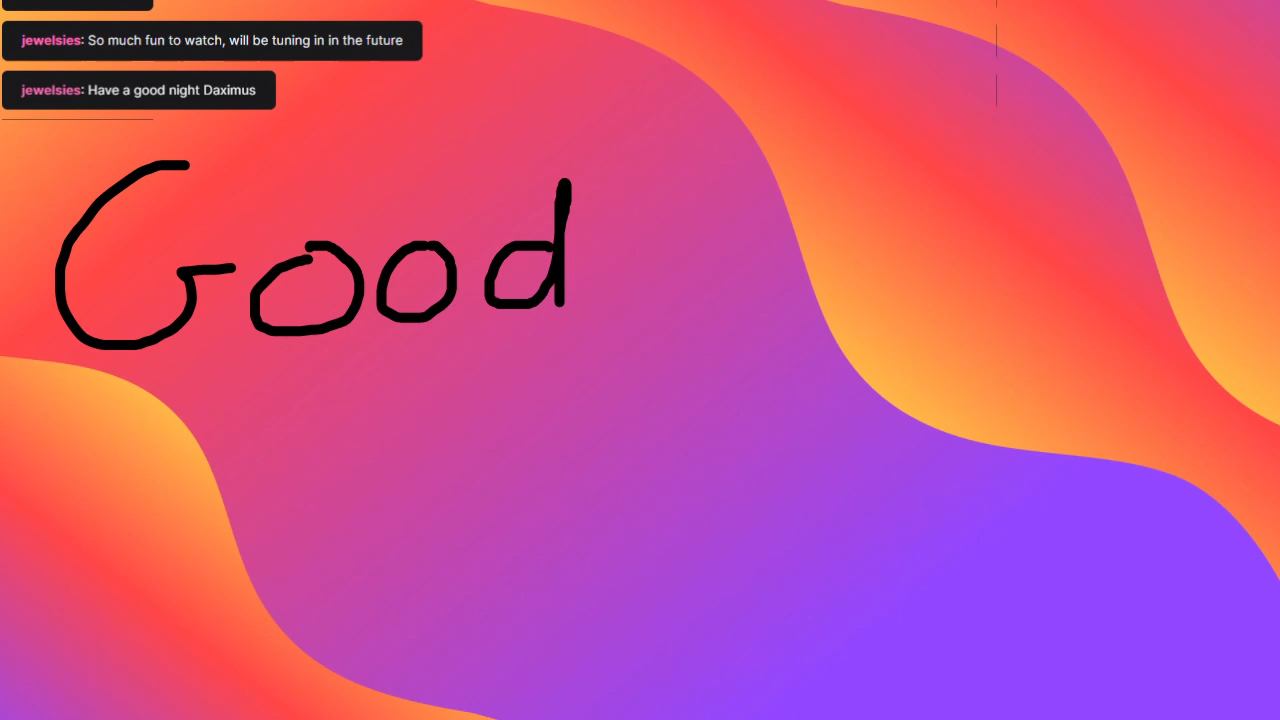 jewelsies: So much fun to watch, will be tuning in in the future
jewelsies: Have a good night Daximus
Good